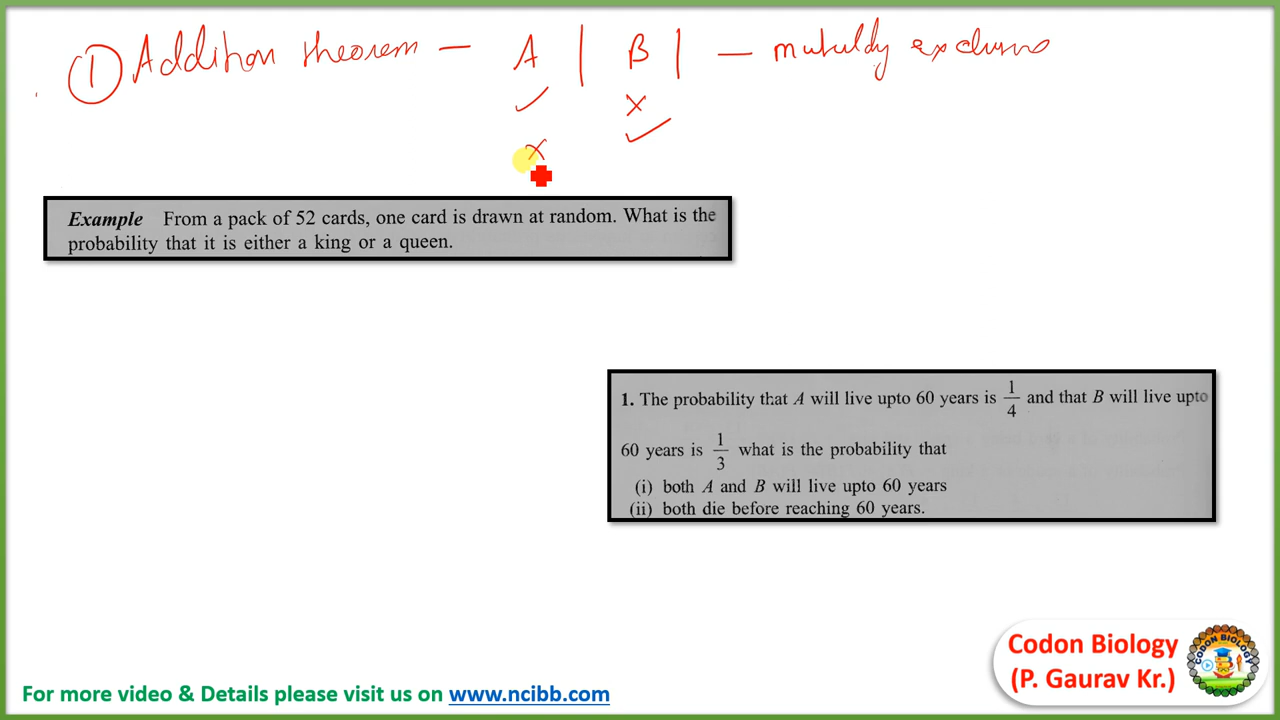 ① Addition theorem — A | B | — mutually exclusive
Example From a pack of 52 cards, one card is drawn at random. What is the
probability that it is either a king or a queen.
1. The probability that A will live upto 60 years is 1/4 and that B will live upto
60 years is 1/3 what is the probability that
(i) both A and B will live upto 60 years
(ii) both die before reaching 60 years.
Codon Biology
(P. Gaurav Kr.)
CODON BIOLOGY
For more video & Details please visit us on www.ncibb.com